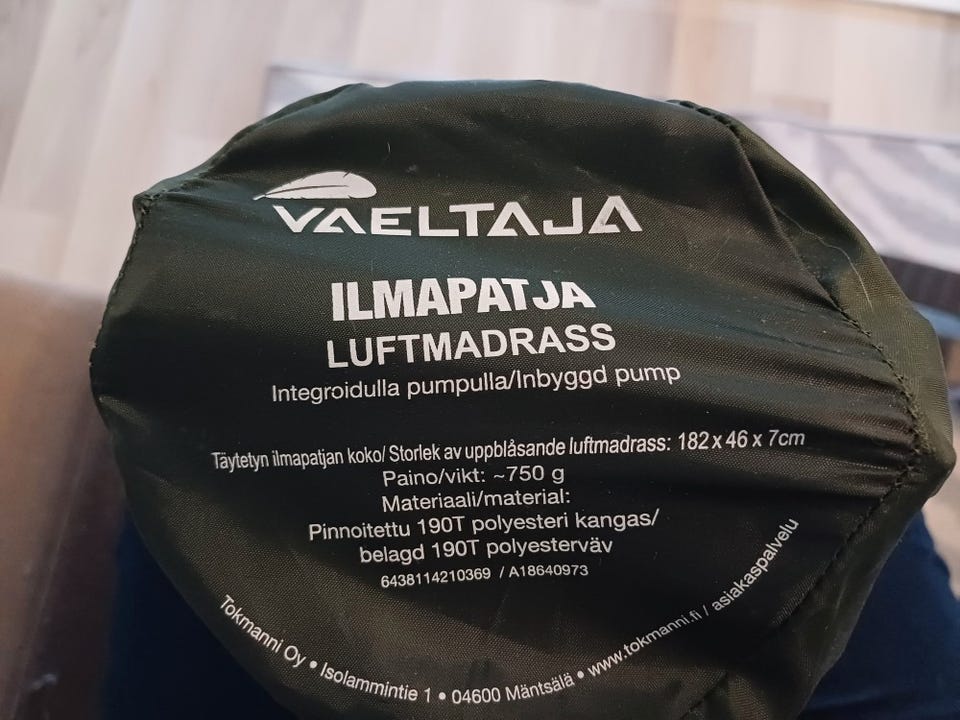 VAELTAJA
ILMAPATJA
LUFTMADRASS
Integroidulla pumpulla/Inbyggd pump
Täytetyn ilmapatjan koko/ Storlek av uppblåsande luftmadrass: 182 x 46 x 7cm
Paino/vikt: ~750 g
Materiaali/material:
Pinnoitettu 190T polyesteri kangas/
belagd 190T polyesterväv
6438114210369 / A18640973
Tokmanni Oy • Isolammintie 1 • 04600 Mäntsälä • www.tokmanni.fi / asiakaspalvelu